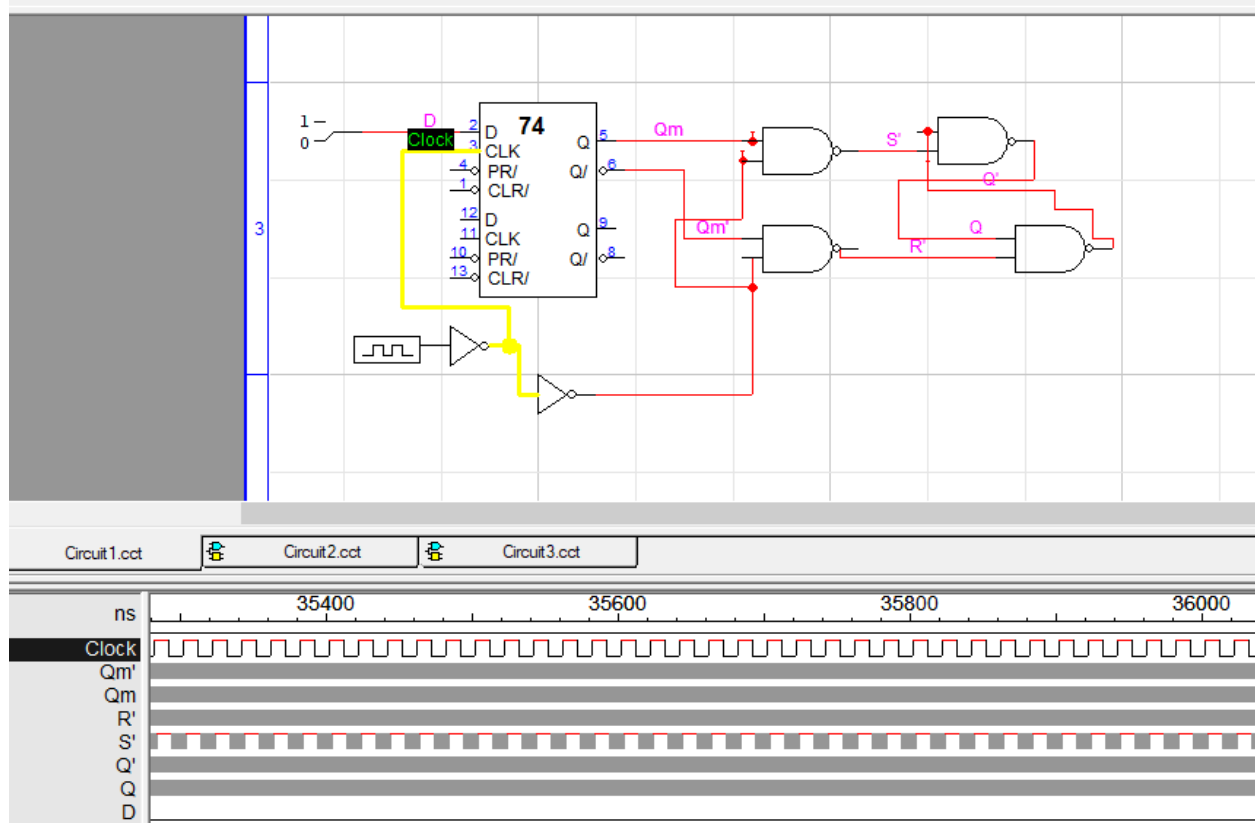 1
0
D
Clock
2
3
4
1
12
11
10
13
74
D
CLK
PR/
CLR/
D
CLK
PR/
CLR/
Q
Q/
Q
Q/
5
6
9
8
Qm
Qm'
S'
Q'
Q
R'
3
Circuit1.cct
Circuit2.cct
Circuit3.cct
ns
35400
35600
35800
36000
Clock
Qm'
Qm
R'
S'
Q'
Q
D